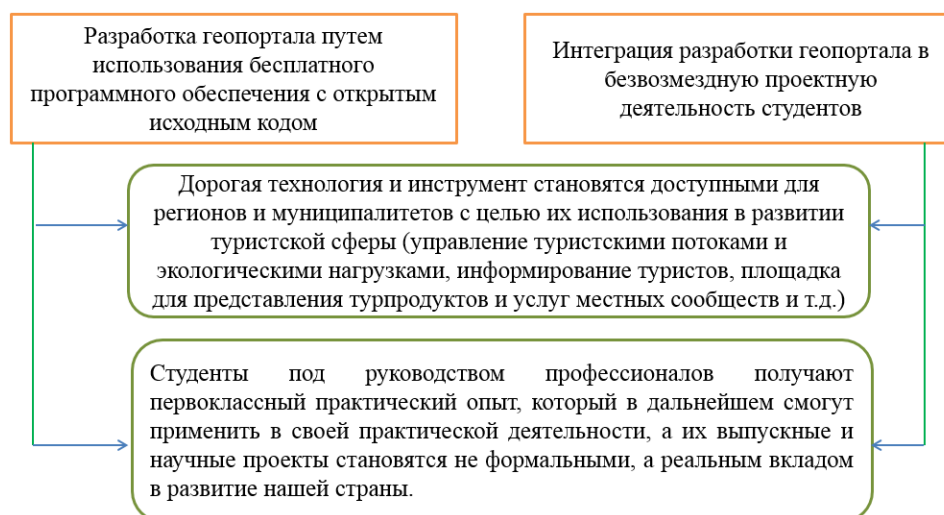 Разработка геопортала путем
использования бесплатного
программного обеспечения с открытым
исходным кодом
Интеграция разработки геопортала в
безвозмездную проектную
деятельность студентов
Дорогая технология и инструмент становятся доступными для
регионов и муниципалитетов с целью их использования в развитии
туристской сферы (управление туристскими потоками и
экологическими нагрузками, информирование туристов, площадка
для представления турпродуктов и услуг местных сообществ и т.д.)
Студенты под руководством профессионалов получают
первоклассный практический опыт, который в дальнейшем смогут
применить в своей практической деятельности, а их выпускные и
научные проекты становятся не формальными, а реальным вкладом
в развитие нашей страны.